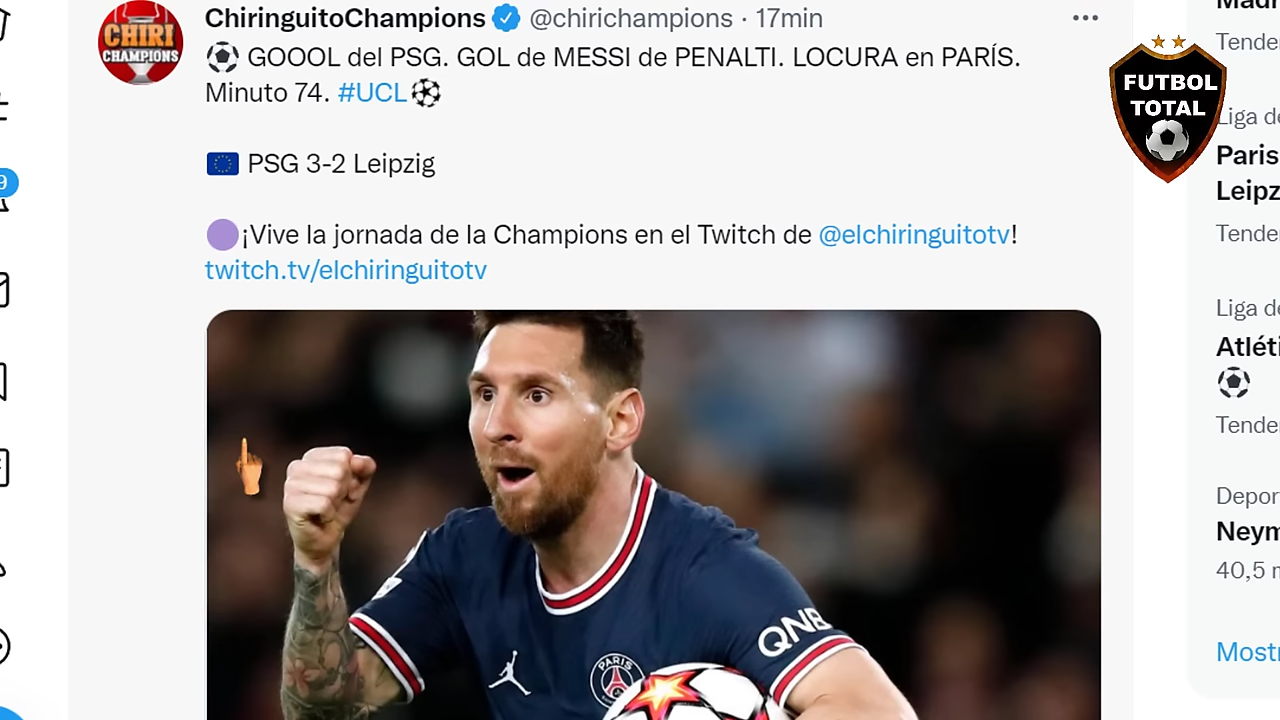 ChiringuitoChampions @chirichampions · 17min
CHIRI
CHAMPIONS
⚽ GOOOL del PSG. GOL de MESSI de PENALTI. LOCURA en PARÍS.
Minuto 74. #UCL⚽
🇪🇺 PSG 3-2 Leipzig
🟣¡Vive la jornada de la Champions en el Twitch de @elchiringuitotv!
twitch.tv/elchiringuitotv
QNB
PARIS
FUTBOL
TOTAL
Liga de
Paris
Leipz
Tende
Liga de
Atléti
Tende
Depor
Neym
40,5 m
Mostr
9